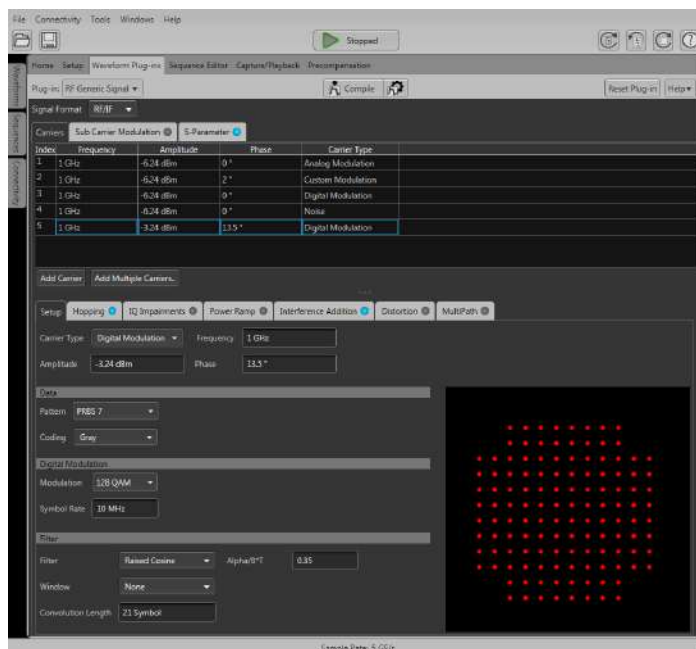 File Connectivity Tools Windows Help
Stopped
Home Setup Waveform Plug-ins Sequence Editor Capture/Playback Precompensation
Plug-in: RF Generic Signal Compile Reset Plug-in Help
Signal Format RF/IF
Carriers Sub Carrier Modulation S-Parameter
Index Frequency Amplitude Phase Carrier Type
1 1 GHz -6.24 dBm 0 ° Analog Modulation
2 1 GHz -6.24 dBm 2 ° Custom Modulation
3 1 GHz -6.24 dBm 0 ° Digital Modulation
4 1 GHz -6.24 dBm 0 ° Noise
5 1 GHz -3.24 dBm 13.5 ° Digital Modulation
Waveform
Sequences
Connectivity
Add Carrier Add Multiple Carriers..
Setup Hopping IQ Impairments Power Ramp Interference Addition Distortion MultiPath
Carrier Type Digital Modulation Frequency 1 GHz
Amplitude -3.24 dBm Phase 13.5 °
Data
Pattern PRBS 7
Coding Gray
Digital Modulation
Modulation 128 QAM
Symbol Rate 10 MHz
Filter
Filter Raised Cosine Alpha/B*T 0.35
Window None
Convolution Length 21 Symbol
Sample Rate: 5 GS/s